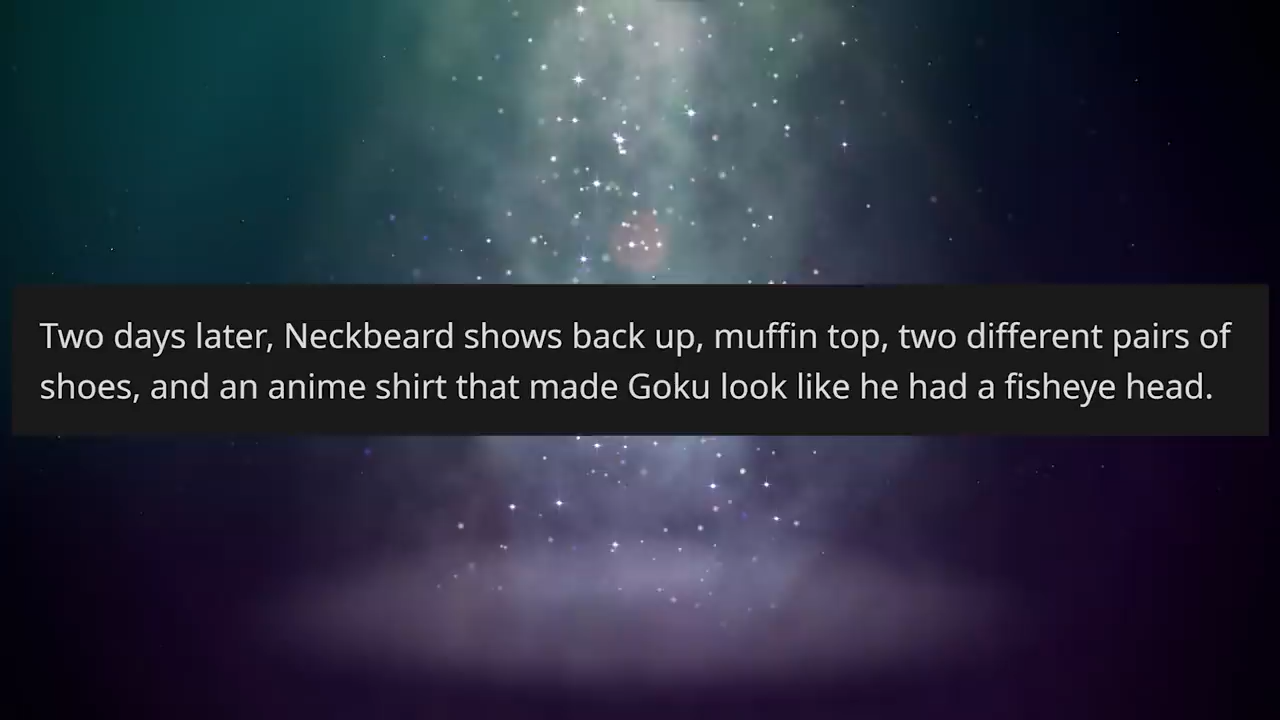 Two days later, Neckbeard shows back up, muffin top, two different pairs of
shoes, and an anime shirt that made Goku look like he had a fisheye head.